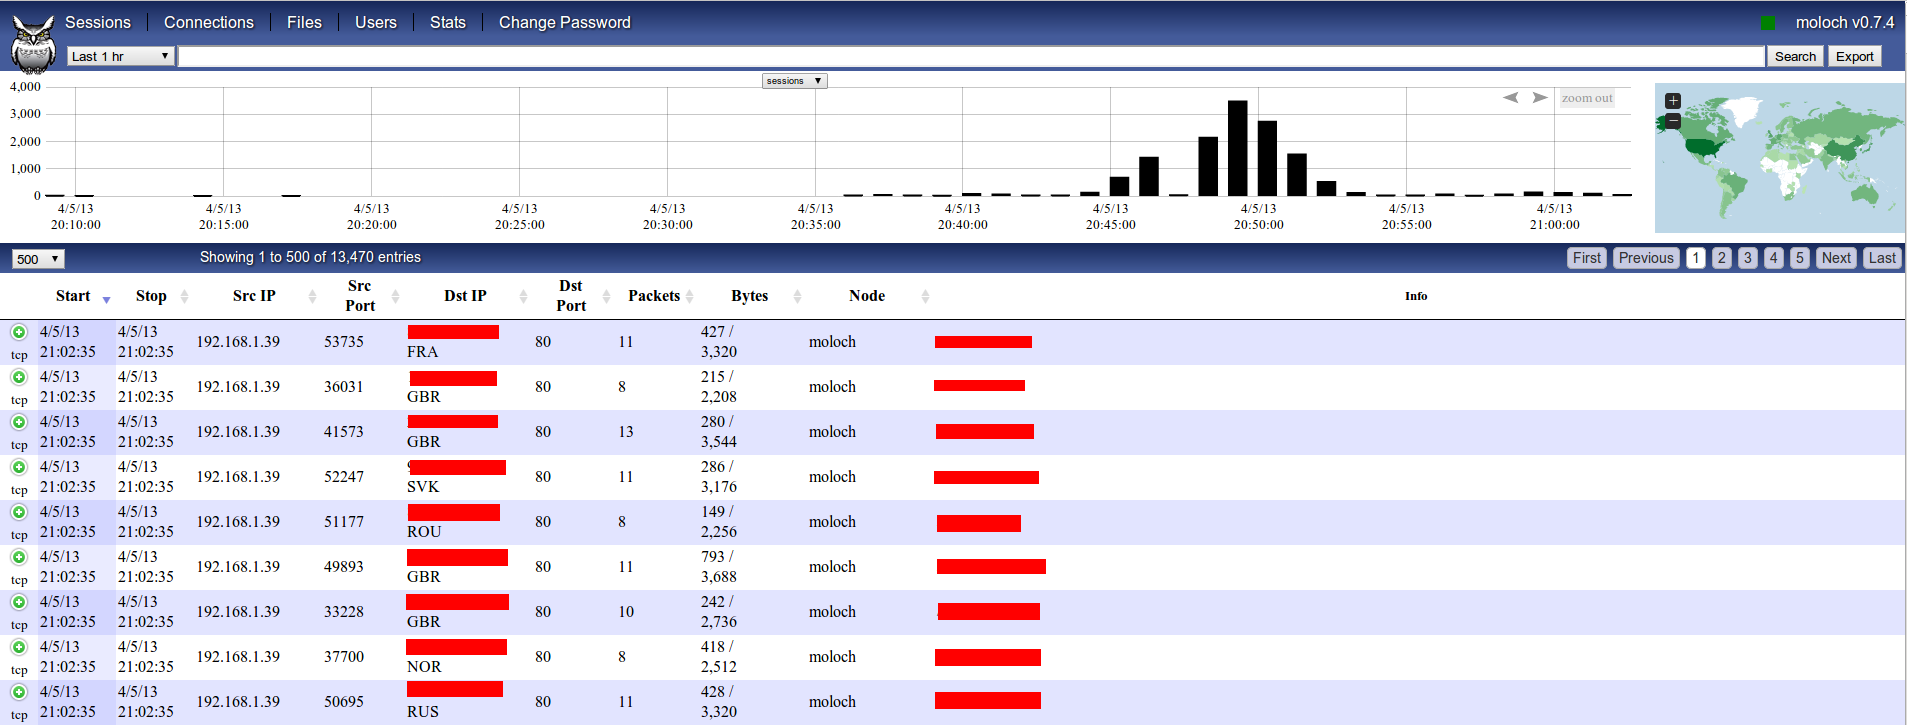 Sessions Connections Files Users Stats Change Password moloch v0.7.4
Last 1 hr Search Export
sessions
4,000
3,000
2,000
1,000
0
zoom out
+
−
4/5/13 4/5/13 4/5/13 4/5/13 4/5/13 4/5/13 4/5/13 4/5/13 4/5/13 4/5/13 4/5/13
20:10:00 20:15:00 20:20:00 20:25:00 20:30:00 20:35:00 20:40:00 20:45:00 20:50:00 20:55:00 21:00:00
500 Showing 1 to 500 of 13,470 entries First Previous 1 2 3 4 5 Next Last
Start Stop Src IP Src Port Dst IP Dst Port Packets Bytes Node Info
4/5/13 4/5/13 427 /
192.168.1.39 53735 80 11 moloch
tcp 21:02:35 21:02:35 FRA 3,320
4/5/13 4/5/13 215 /
192.168.1.39 36031 80 8 moloch
tcp 21:02:35 21:02:35 GBR 2,208
4/5/13 4/5/13 280 /
192.168.1.39 41573 80 13 moloch
tcp 21:02:35 21:02:35 GBR 3,544
4/5/13 4/5/13 286 /
192.168.1.39 52247 80 11 moloch
tcp 21:02:35 21:02:35 SVK 3,176
4/5/13 4/5/13 149 /
192.168.1.39 51177 80 8 moloch
tcp 21:02:35 21:02:35 ROU 2,256
4/5/13 4/5/13 793 /
192.168.1.39 49893 80 11 moloch
tcp 21:02:35 21:02:35 GBR 3,688
4/5/13 4/5/13 242 /
192.168.1.39 33228 80 10 moloch
tcp 21:02:35 21:02:35 GBR 2,736
4/5/13 4/5/13 418 /
192.168.1.39 37700 80 8 moloch
tcp 21:02:35 21:02:35 NOR 2,512
4/5/13 4/5/13 428 /
192.168.1.39 50695 80 11 moloch
tcp 21:02:35 21:02:35 RUS 3,320